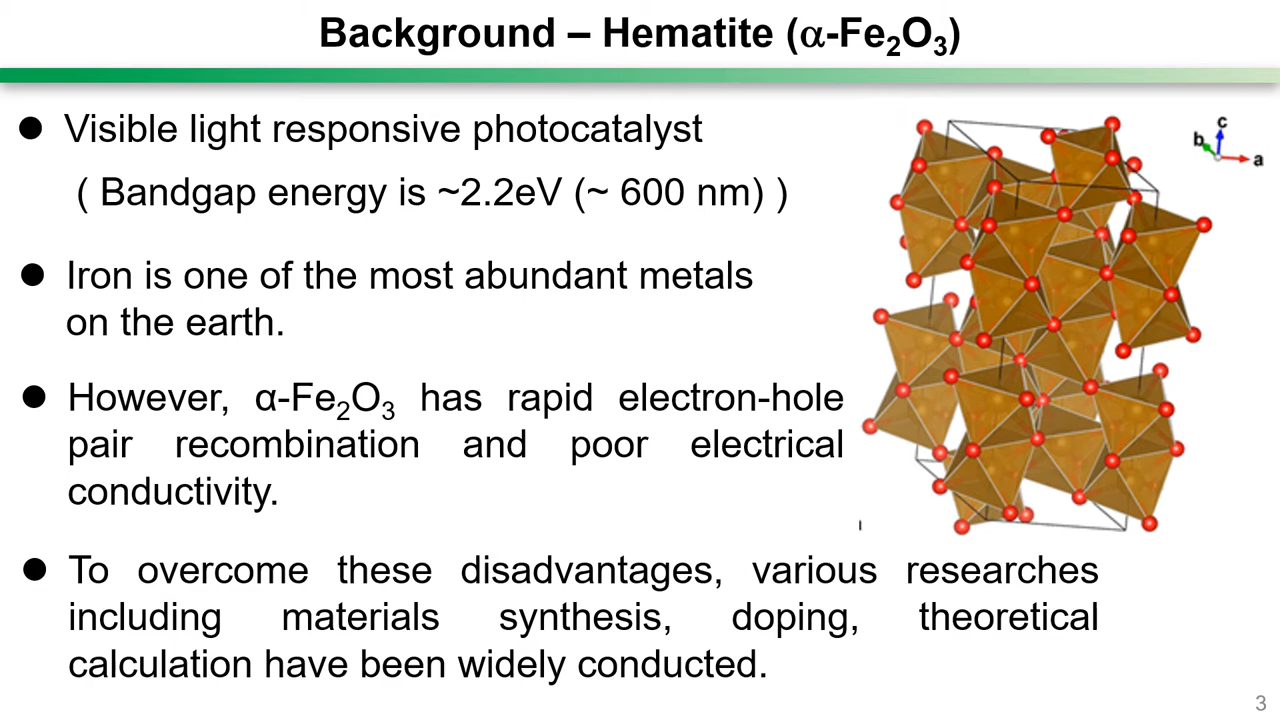 Background – Hematite (α-Fe₂O₃)
● Visible light responsive photocatalyst
( Bandgap energy is ~2.2eV (~ 600 nm) )
● Iron is one of the most abundant metals
on the earth.
● However, α-Fe₂O₃ has rapid electron-hole
pair recombination and poor electrical
conductivity.
● To overcome these disadvantages, various researches
including materials synthesis, doping, theoretical
calculation have been widely conducted.
c
b
a
3